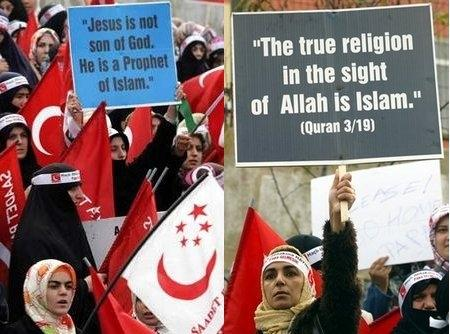 "Jesus is not
son of God.
He is a Prophet
of Islam."
SAADET
"The true religion
in the sight
of Allah is Islam."
(Quran 3/19)